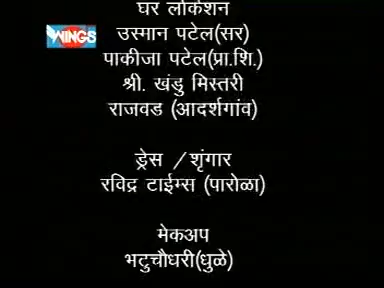 घर लोकेशन
WINGS
उस्मान पटेल(सर)
पाकीजा पटेल(प्रा.शि.)
श्री. खंडु मिस्तरी
राजवड (आदर्शगांव)
ड्रेस /शृंगार
रविद्र टाईम्स (पारोळा)
मेकअप
भटुचौधरी(धुळे)